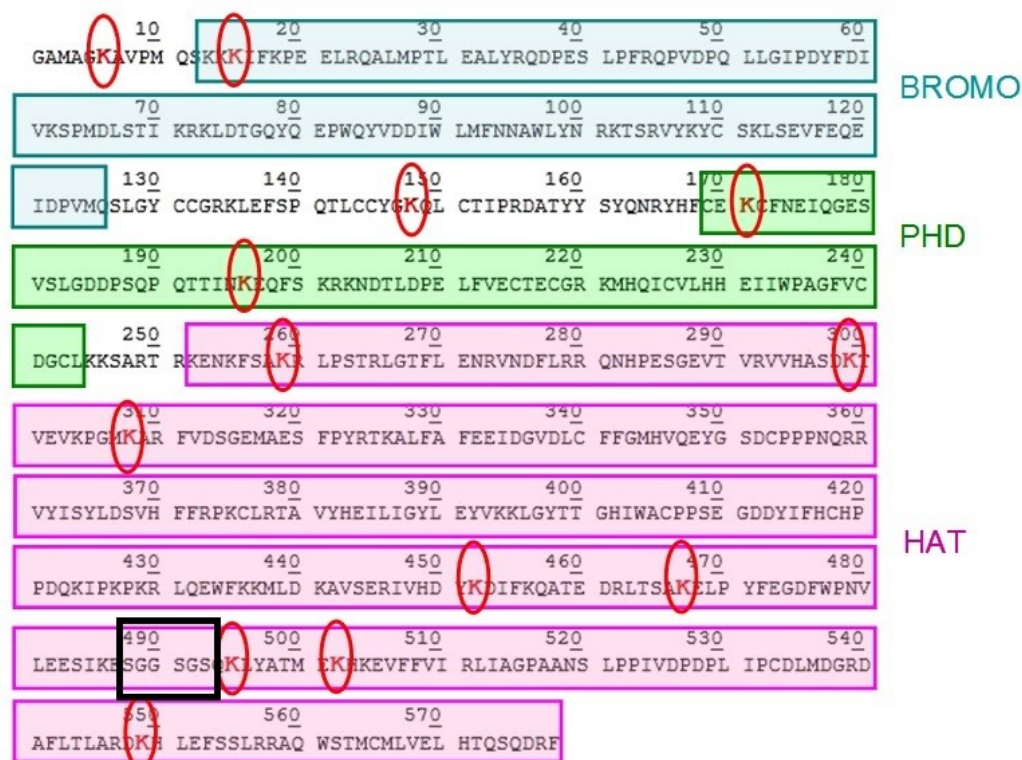 10 20 30 40 50 60
GAMAGKAVPM QSKKKIFKPE ELRQALMPTL EALYRQDPES LPFRQPVDPQ LLGIPDYFDI
BROMO
70 80 90 100 110 120
VKSPMDLSTI KRKLDTGQYQ EPWQYVDDIW LMFNNAWLYN RKTSRVYKYC SKLSEVFEQE
130 140 150 160 170 180
IDPVMQSLGY CCGRKLEFSP QTLCCYGKQL CTIPRDATYY SYQNRYHFCE KCFNEIQGES
PHD
190 200 210 220 230 240
VSLGDDPSQP QTTINKEQFS KRKNDTLDPE LFVECTECGR KMHQICVLHH EIIWPAGFVC
250 260 270 280 290 300
DGCLKKSART RKENKFSAKR LPSTRLGTFL ENRVNDFLRR QNHPESGEVT VRVVHASDKT
310 320 330 340 350 360
VEVKPGMKAR FVDSGEMAES FPYRTKALFA FEEIDGVDLC FFGMHVQEYG SDCPPPNQRR
370 380 390 400 410 420
VYISYLDSVH FFRPKCLRTA VYHEILIGYL EYVKKLGYTT GHIWACPPSE GDDYIFHCHP
HAT
430 440 450 460 470 480
PDQKIPKPKR LQEWFKKMLD KAVSERIVHD YKDIFKQATE DRLTSAKELP YFEGDFWPNV
490 500 510 520 530 540
LEESIKESGG SGSQKLYATM EKHKEVFFVI RLIAGPAANS LPPIVDPDPL IPCDLMDGRD
550 560 570
AFLTLARDKH LEFSSLRRAQ WSTMCMLVEL HTQSQDRF